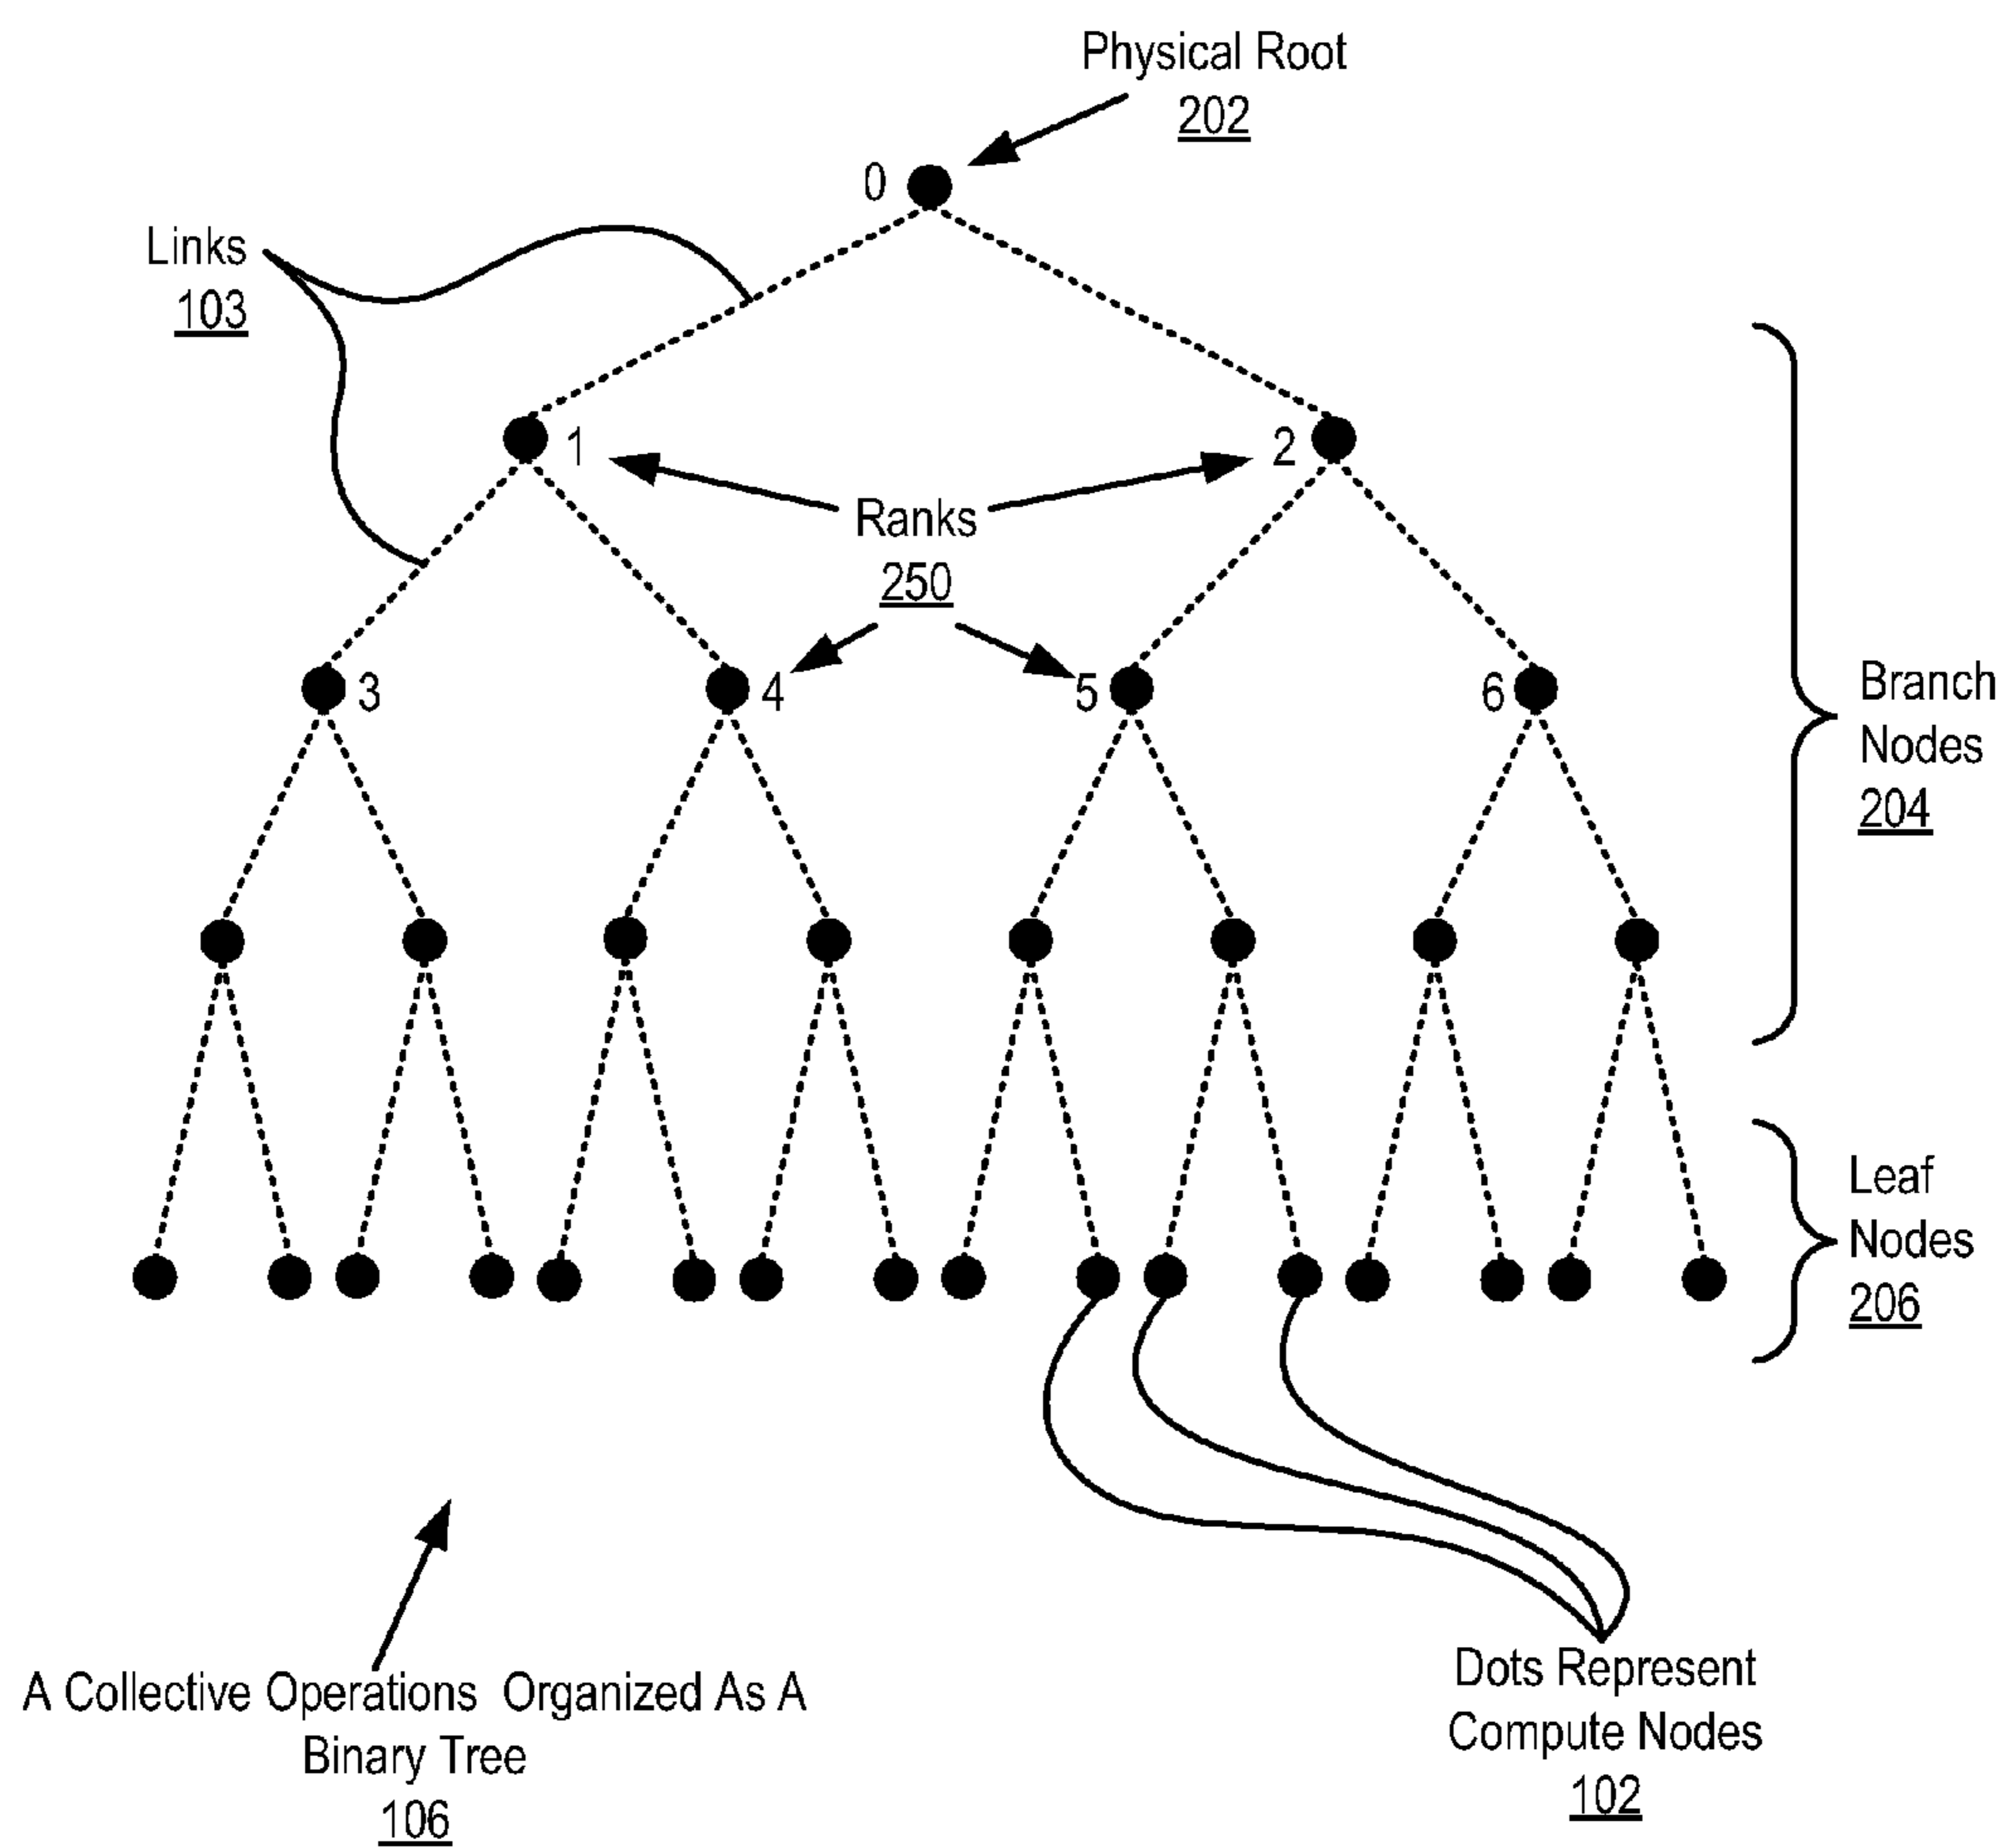 Physical Root
202
0
Links
103
1
2
Ranks
250
3
4
5
6
Branch
Nodes
204
Leaf
Nodes
206
A Collective Operations Organized As A
Binary Tree
106
Dots Represent
Compute Nodes
102